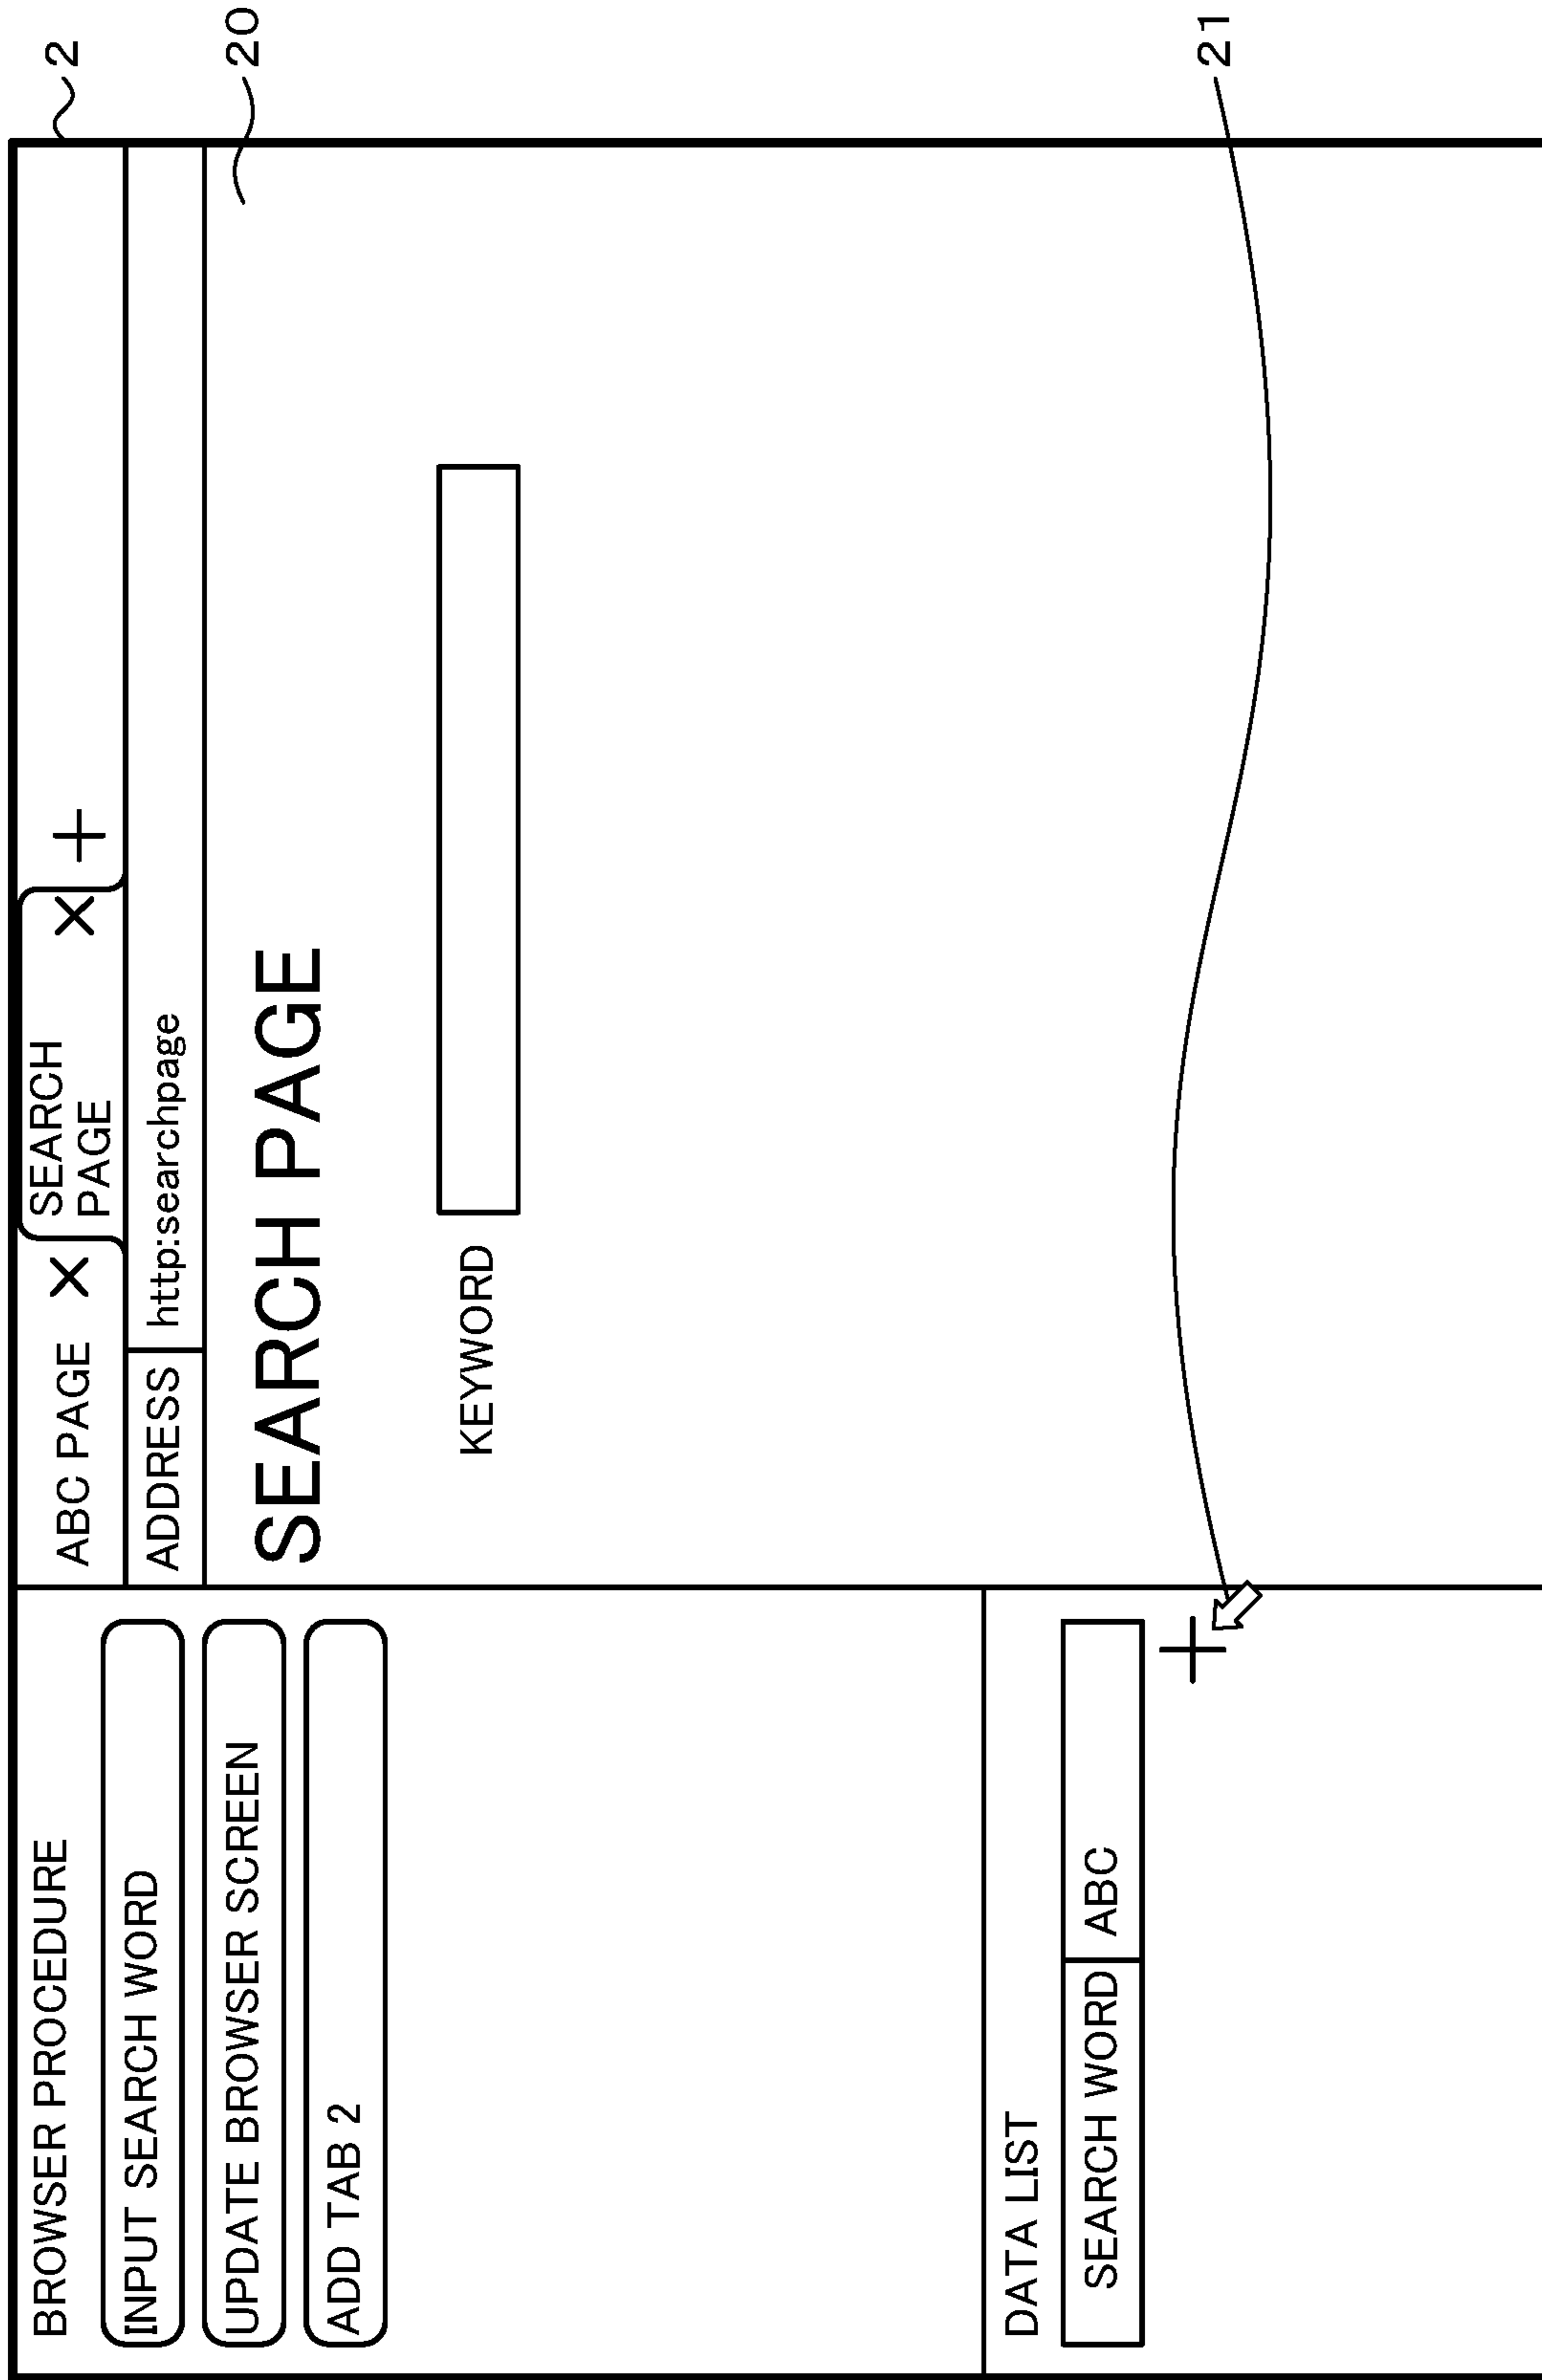 BROWSER PROCEDURE
INPUT SEARCH WORD
UPDATE BROWSER SCREEN
ADD TAB 2
DATA LIST
SEARCH WORD ABC
+
ABC PAGE ×
SEARCH
PAGE ×
+
ADDRESS http:searchpage
SEARCH PAGE
KEYWORD
2
20
21